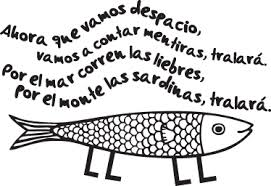 Ahora que vamos despacio,
vamos a contar mentiras, tralará.
Por el mar corren las liebres,
por el monte las sardinas, tralará.